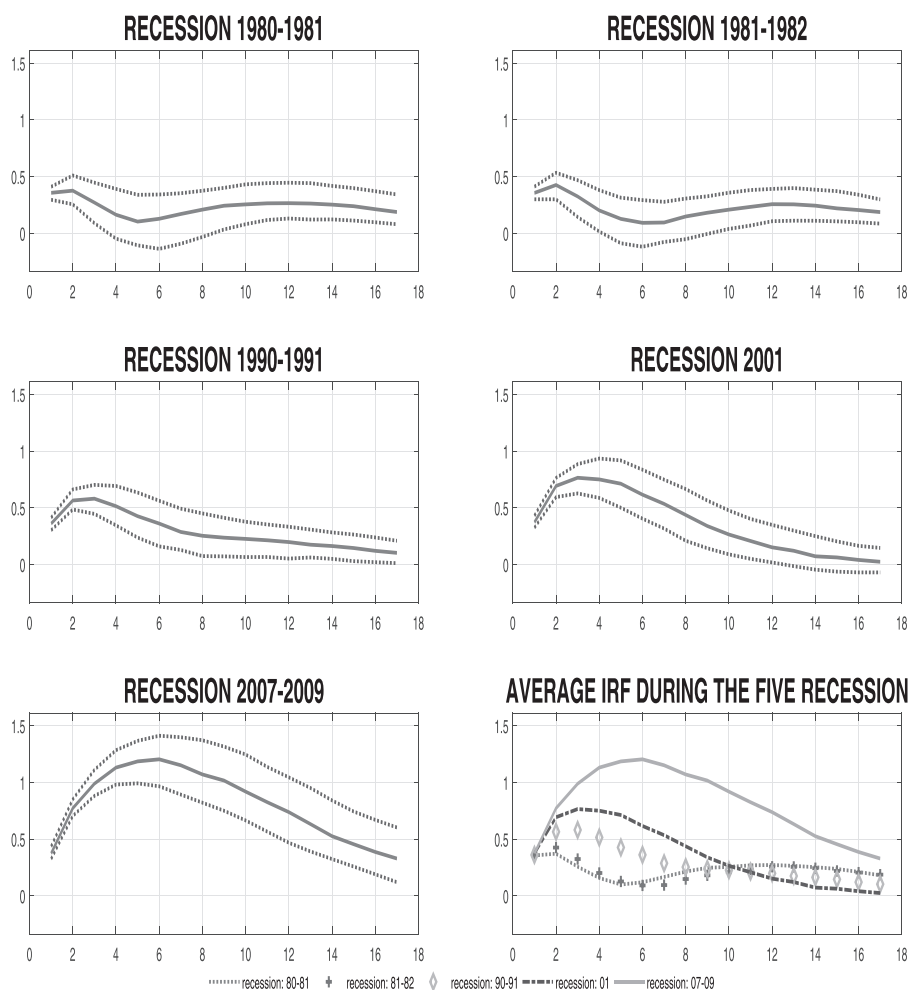 RECESSION 1980-1981
RECESSION 1981-1982
1.5
1
0.5
0
0 2 4 6 8 10 12 14 16 18
1.5
1
0.5
0
0 2 4 6 8 10 12 14 16 18
RECESSION 1990-1991
RECESSION 2001
1.5
1
0.5
0
0 2 4 6 8 10 12 14 16 18
1.5
1
0.5
0
0 2 4 6 8 10 12 14 16 18
RECESSION 2007-2009
AVERAGE IRF DURING THE FIVE RECESSION
1.5
1
0.5
0
0 2 4 6 8 10 12 14 16 18
1.5
1
0.5
0
0 2 4 6 8 10 12 14 16 18
recession: 80-81 recession: 81-82 recession: 90-91 recession: 01 recession: 07-09